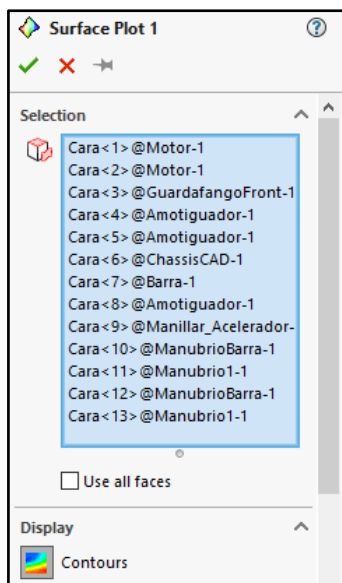 Surface Plot 1
Selection
Cara<1>@Motor-1
Cara<2>@Motor-1
Cara<3>@GuardafangoFront-1
Cara<4>@Amotiguador-1
Cara<5>@Amotiguador-1
Cara<6>@ChassisCAD-1
Cara<7>@Barra-1
Cara<8>@Amotiguador-1
Cara<9>@Manillar_Acelerador-
Cara<10>@ManubrioBarra-1
Cara<11>@Manubrio1-1
Cara<12>@ManubrioBarra-1
Cara<13>@Manubrio1-1
Use all faces
Display
Contours